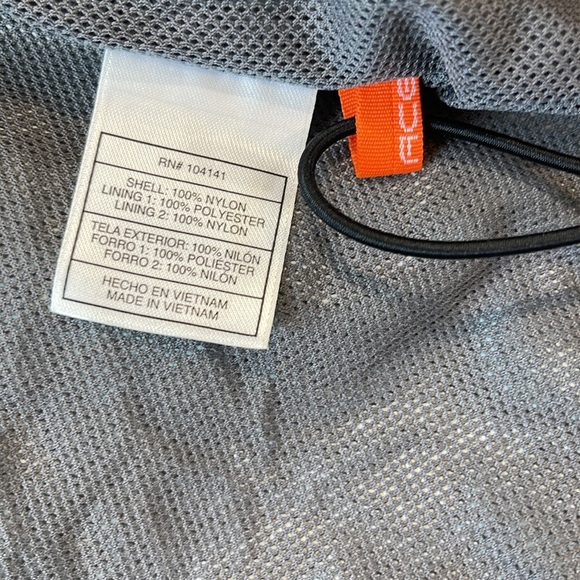 RN# 104141
SHELL: 100% NYLON
LINING 1: 100% POLYESTER
LINING 2: 100% NYLON
TELA EXTERIOR: 100% NILÓN
FORRO 1: 100% POLIÉSTER
FORRO 2: 100% NILÓN
HECHO EN VIETNAM
MADE IN VIETNAM